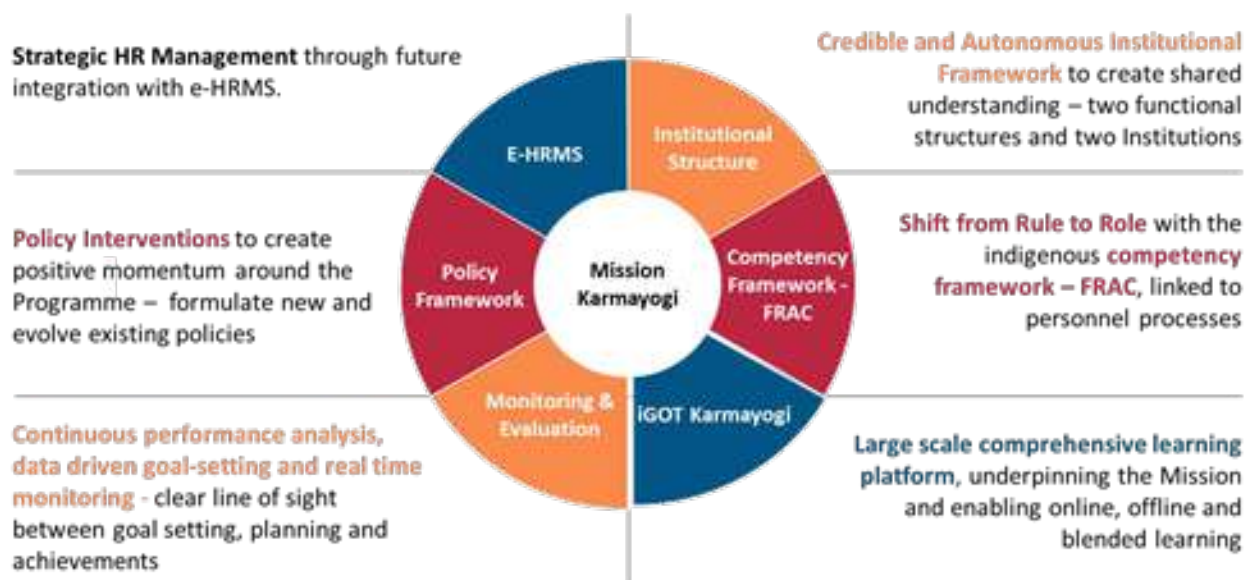 Strategic HR Management through future
integration with e-HRMS.
Credible and Autonomous Institutional
Framework to create shared
understanding – two functional
structures and two Institutions
E-HRMS
Institutional
Structure
Policy Interventions to create
positive momentum around the
Programme – formulate new and
evolve existing policies
Policy
Framework
Mission
Karmayogi
Competency
Framework -
FRAC
Shift from Rule to Role with the
indigenous competency
framework – FRAC, linked to
personnel processes
Continuous performance analysis,
data driven goal-setting and real time
monitoring - clear line of sight
between goal setting, planning and
achievements
Monitoring &
Evaluation
iGOT Karmayogi
Large scale comprehensive learning
platform, underpinning the Mission
and enabling online, offline and
blended learning